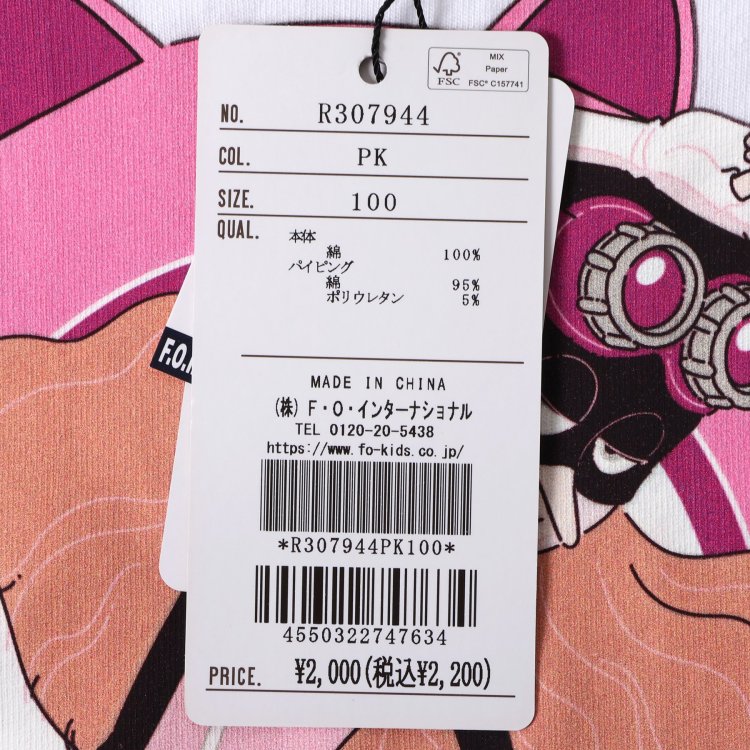 FSC
MIX
Paper
FSC® C157741
NO. R307944
COL. PK
SIZE. 100
QUAL. 本体
綿 100%
パイピング
綿 95%
ポリウレタン 5%
F.O.
MADE IN CHINA
(株) F・O・インターナショナル
TEL 0120-20-5438
https://www.fo-kids.co.jp/
*R307944PK100*
4550322747634
PRICE. ¥2,000(税込¥2,200)